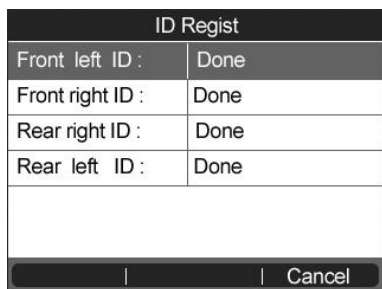 ID Regist
Front left ID : Done
Front right ID : Done
Rear right ID : Done
Rear left ID : Done
Cancel